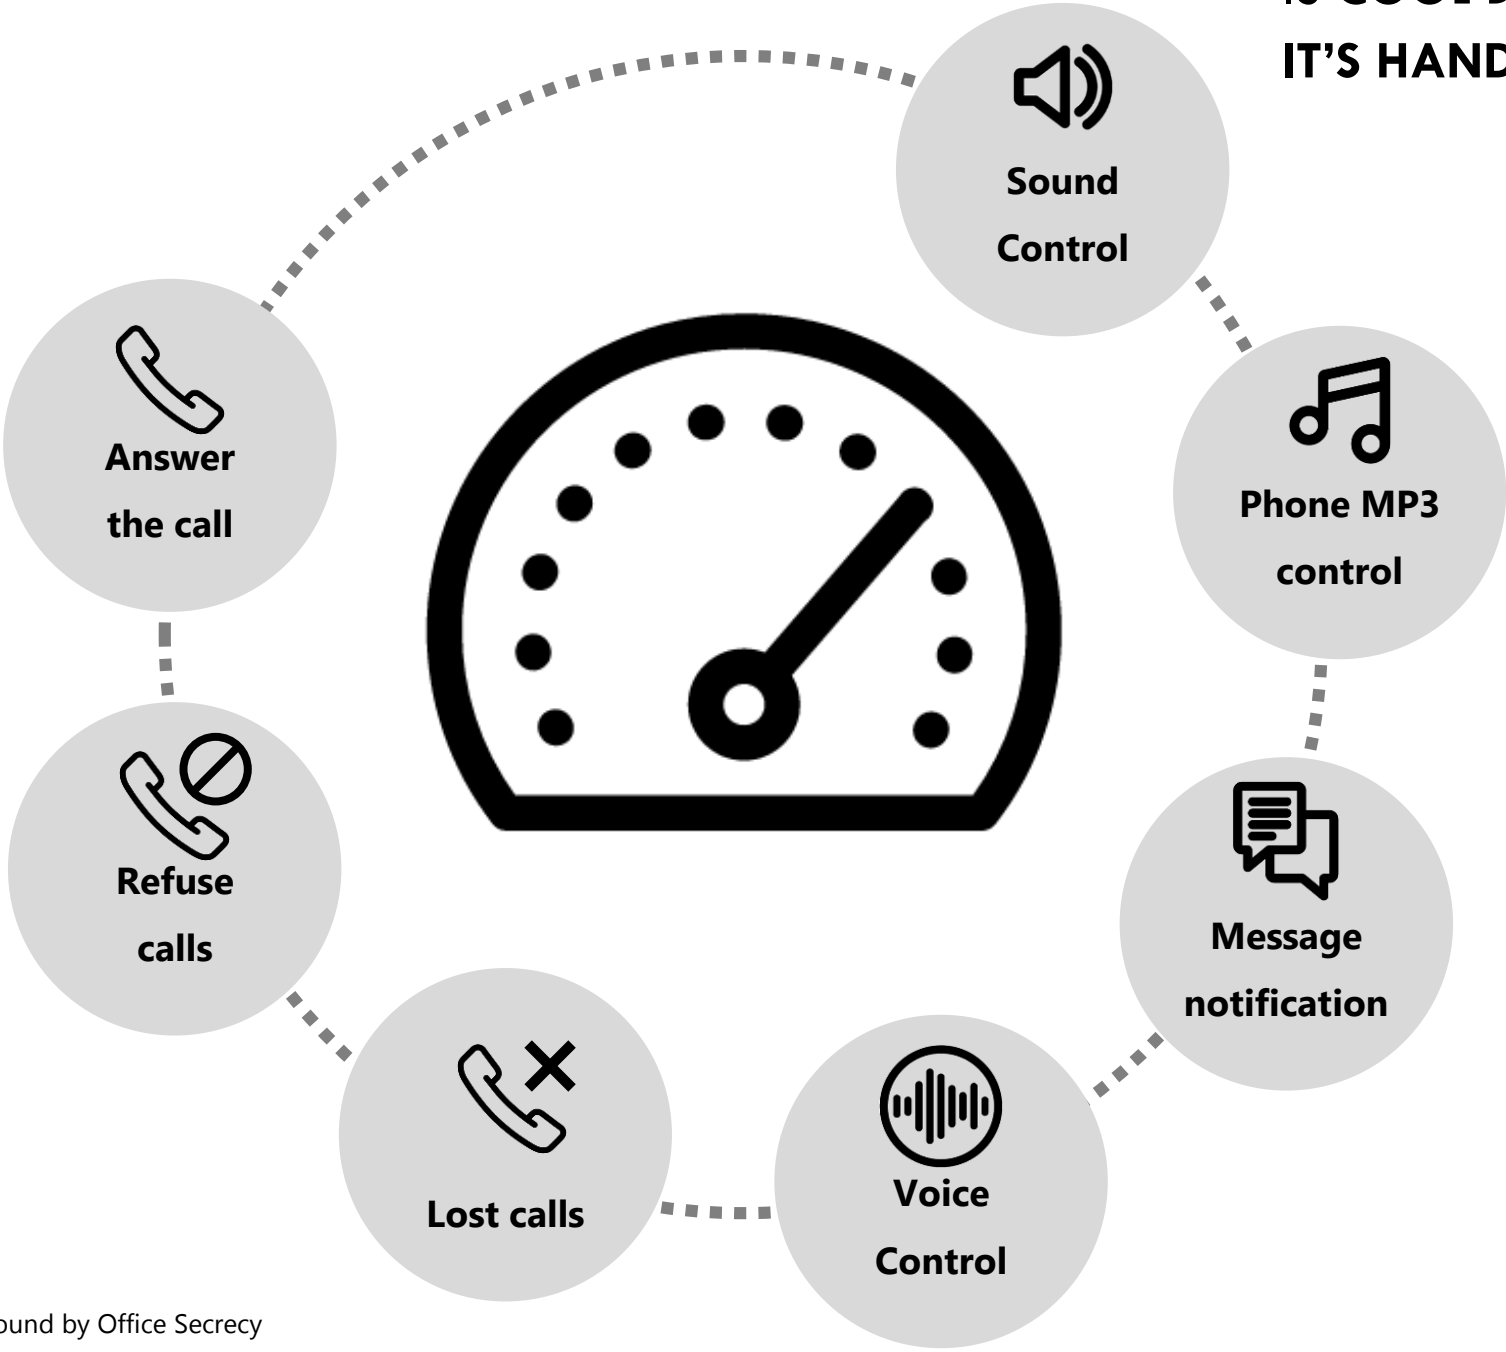 IT'S HAND
Sound
Control
Answer
the call
Phone MP3
control
Refuse
calls
Message
notification
Lost calls
Voice
Control
ound by Office Secrecy